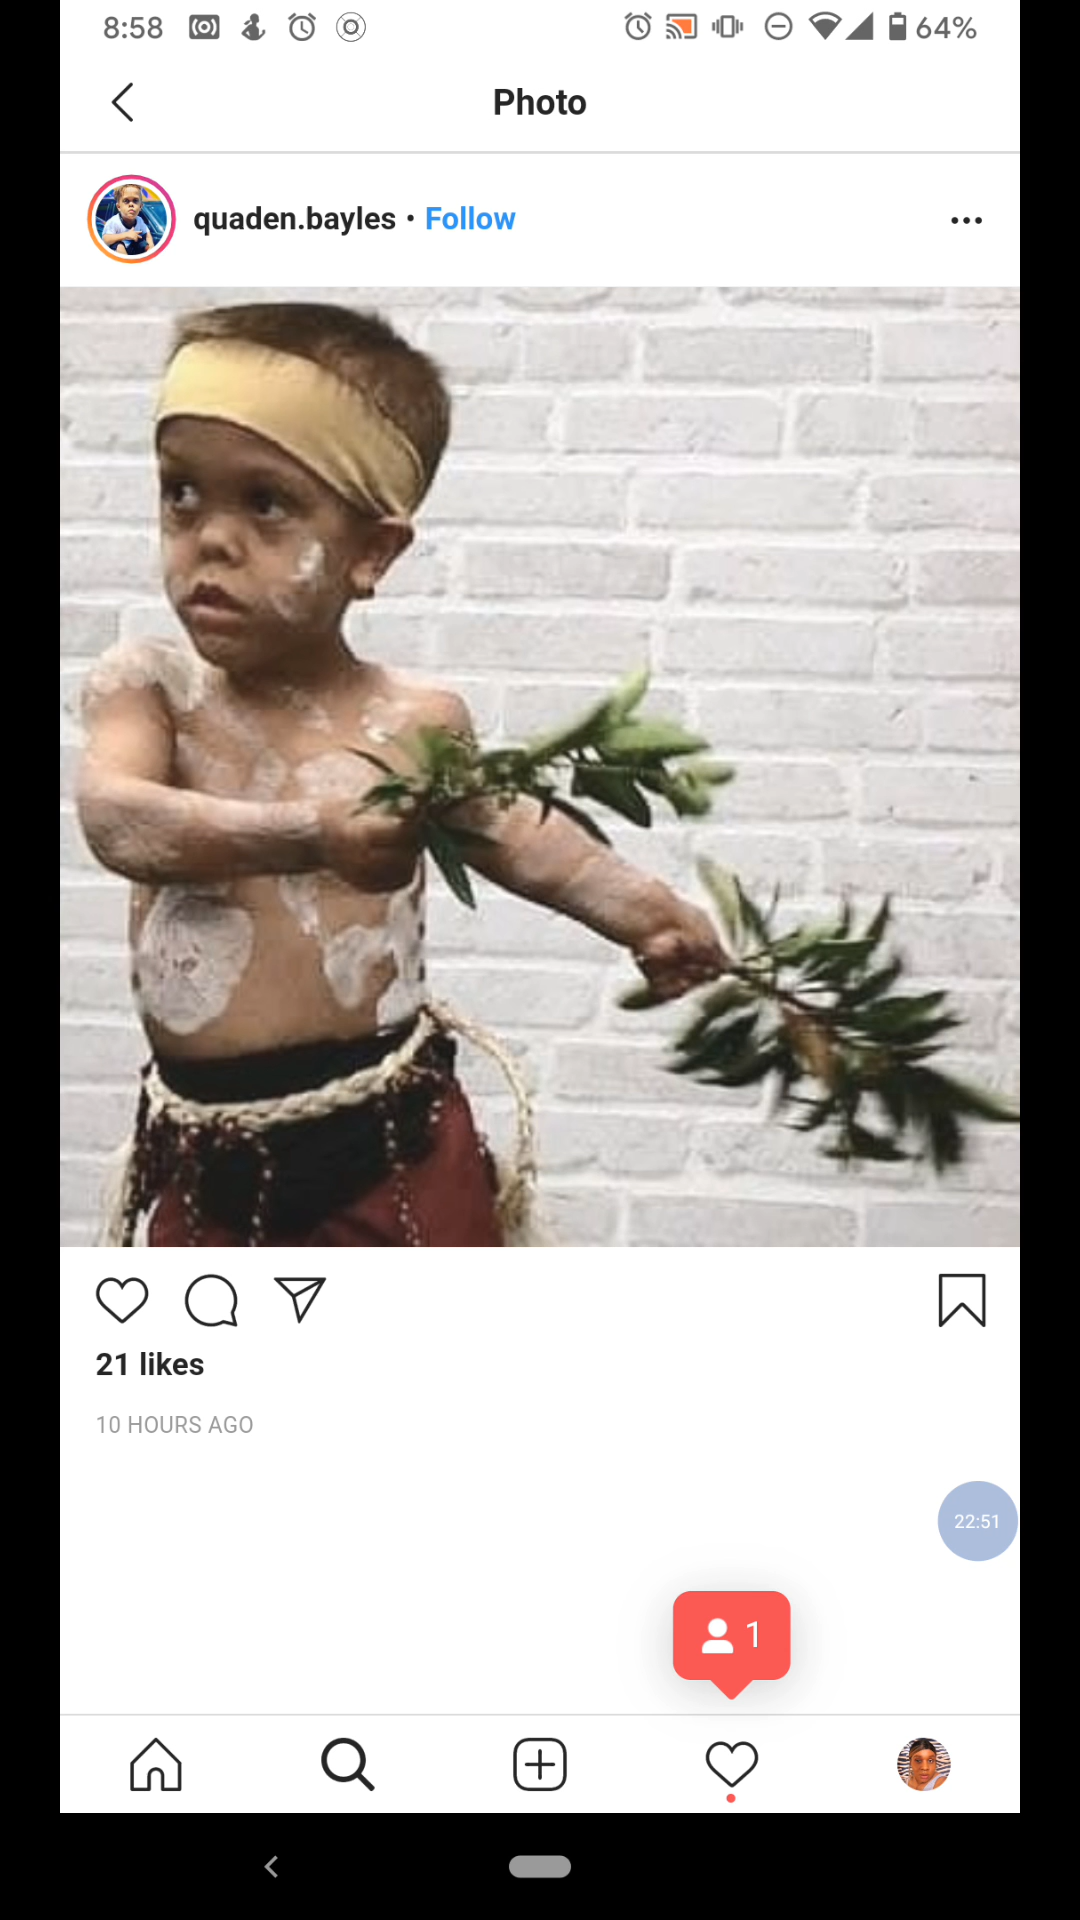 8:58 64%
Photo
quaden.bayles • Follow
21 likes
10 HOURS AGO
22:51
1